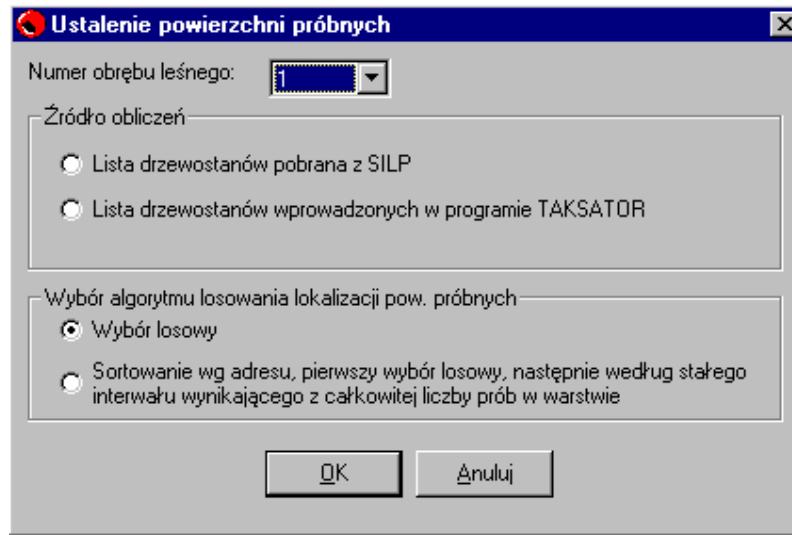 Ustalenie powierzchni próbnych
Numer obrębu leśnego: 1
Źródło obliczeń
Lista drzewostanów pobrana z SILP
Lista drzewostanów wprowadzonych w programie TAKSATOR
Wybór algorytmu losowania lokalizacji pow. próbnych
Wybór losowy
Sortowanie wg adresu, pierwszy wybór losowy, następnie według stałego
interwału wynikającego z całkowitej liczby prób w warstwie
OK Anuluj